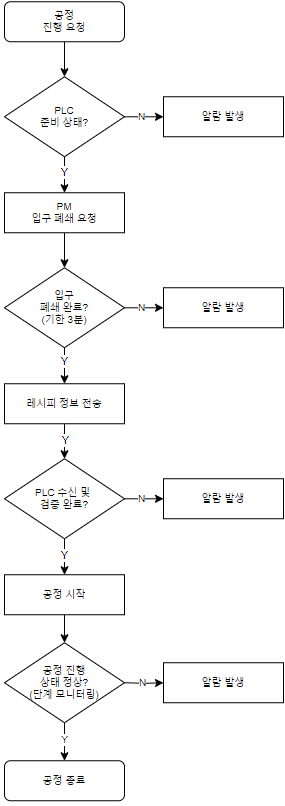 공정
진행 요청
PLC
준비 상태?
N
알람 발생
Y
PM
입구 폐쇄 요청
입구
폐쇄 완료?
(기한 3분)
N
알람 발생
Y
레시피 정보 전송
Y
PLC 수신 및
검증 완료?
N
알람 발생
Y
공정 시작
공정 진행
상태 정상?
(단계 모니터링)
N
알람 발생
Y
공정 종료